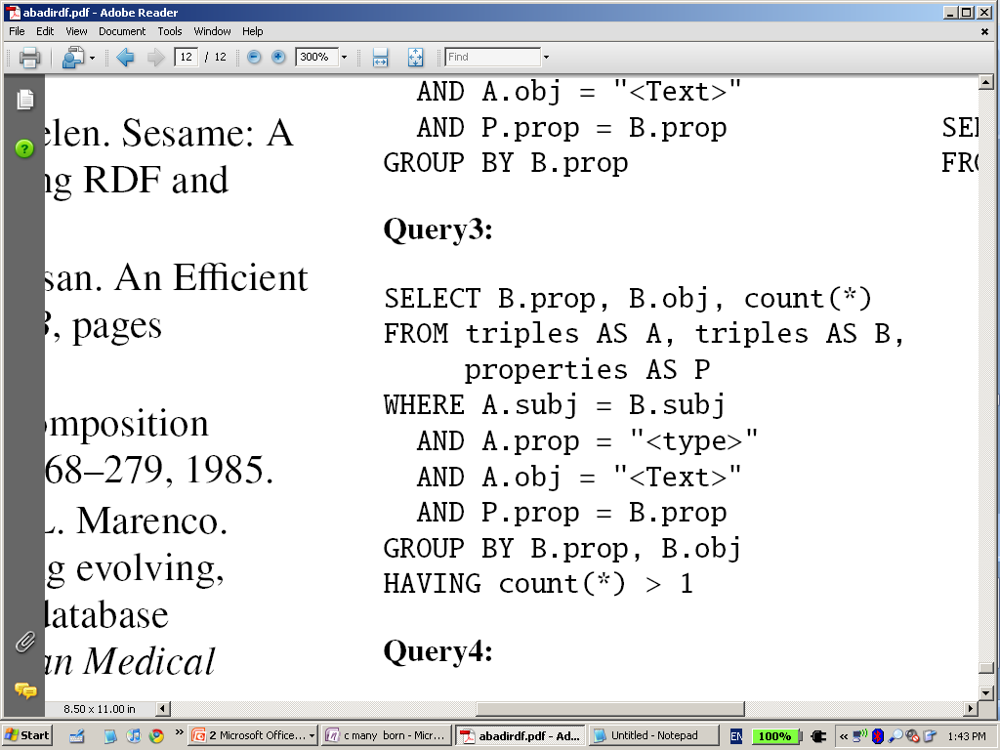 abadirdf.pdf - Adobe Reader
File Edit View Document Tools Window Help
12 / 12 300% Find
elen. Sesame: A
ng RDF and
san. An Efficient
, pages
omposition
68–279, 1985.
L. Marenco.
g evolving,
database
an Medical
AND A.obj = "<Text>"
AND P.prop = B.prop
GROUP BY B.prop
Query3:
SELECT B.prop, B.obj, count(*)
FROM triples AS A, triples AS B,
properties AS P
WHERE A.subj = B.subj
AND A.prop = "<type>"
AND A.obj = "<Text>"
AND P.prop = B.prop
GROUP BY B.prop, B.obj
HAVING count(*) > 1
Query4:
SEL
FRO
8.50 x 11.00 in
Start » 2 Microsoft Office... c many born - Micr... abadirdf.pdf - Ad... Untitled - Notepad EN 100% « 1:43 PM